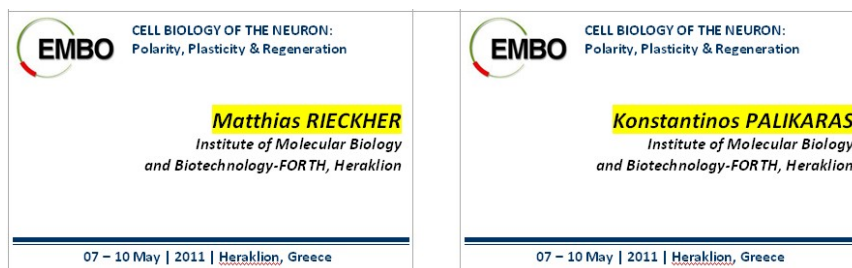 EMBO
CELL BIOLOGY OF THE NEURON:
Polarity, Plasticity & Regeneration
Matthias RIECKHER
Institute of Molecular Biology
and Biotechnology-FORTH, Heraklion
07 – 10 May | 2011 | Heraklion, Greece
EMBO
CELL BIOLOGY OF THE NEURON:
Polarity, Plasticity & Regeneration
Konstantinos PALIKARAS
Institute of Molecular Biology
and Biotechnology-FORTH, Heraklion
07 – 10 May | 2011 | Heraklion, Greece